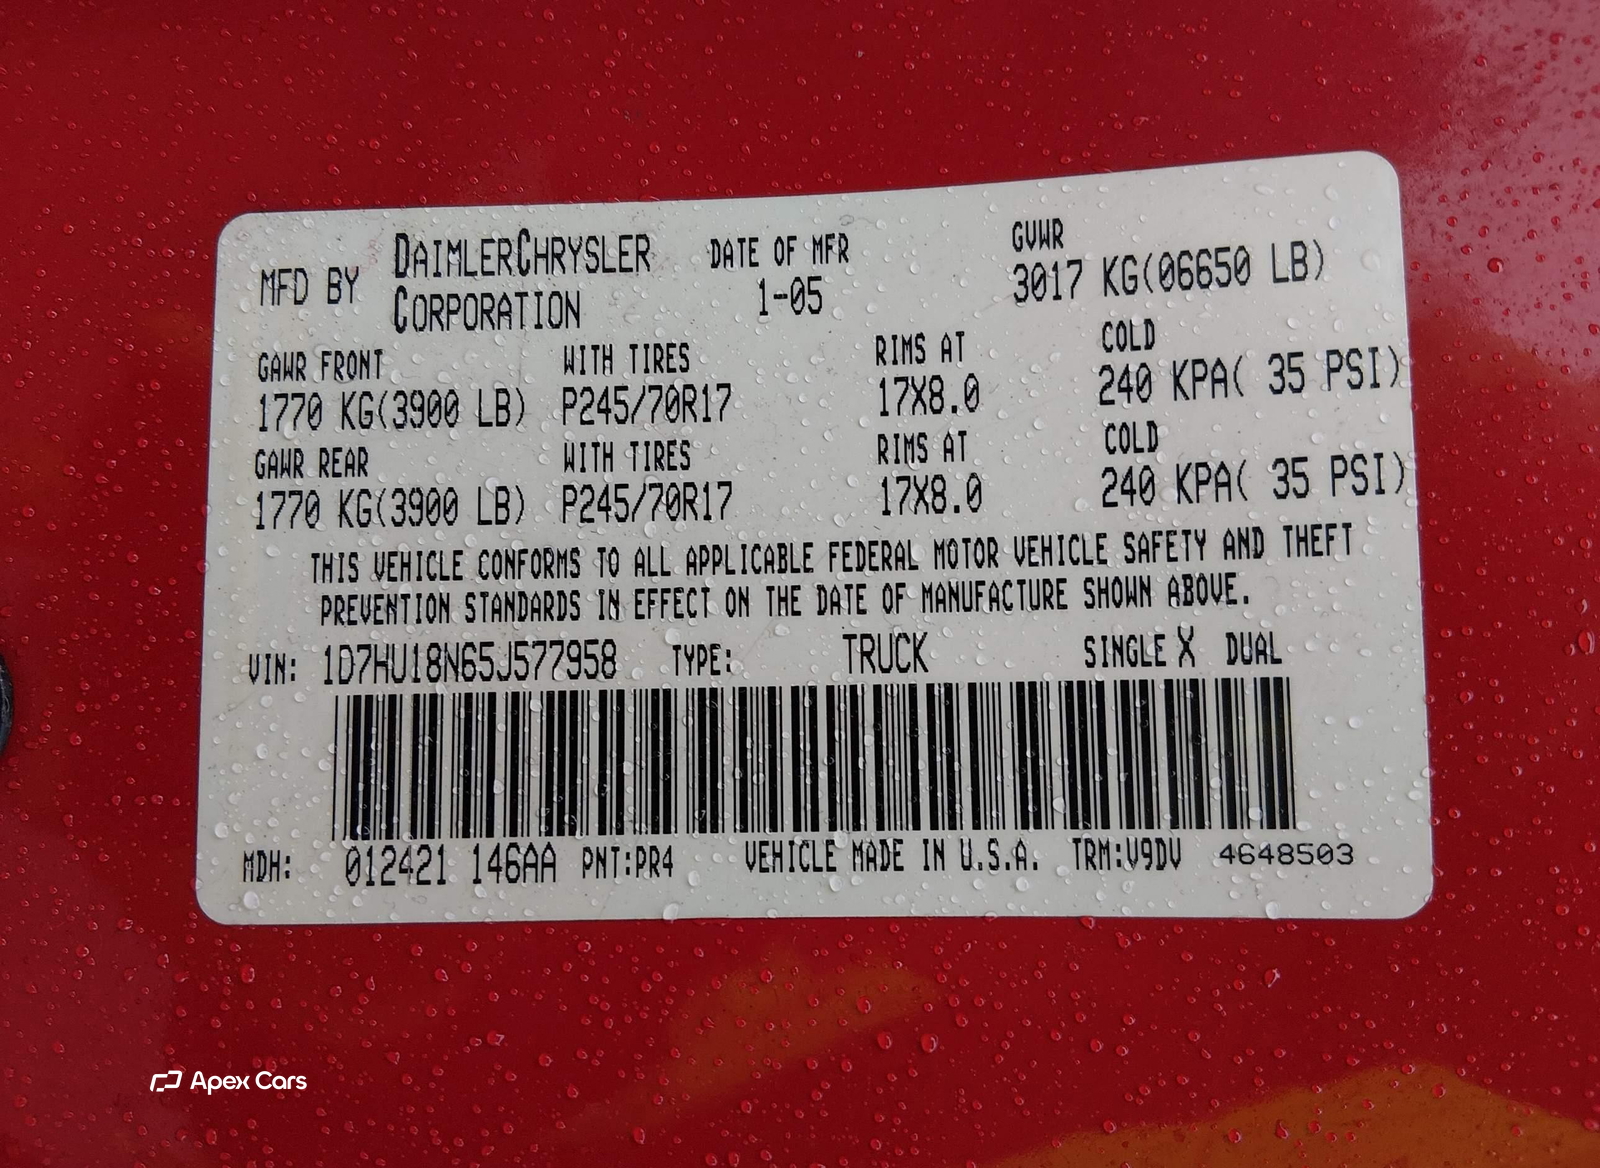 MFD BY DAIMLERCHRYSLER CORPORATION DATE OF MFR 1-05 GVWR 3017 KG(06650 LB)
GAWR FRONT WITH TIRES RIMS AT COLD
1770 KG(3900 LB) P245/70R17 17X8.0 240 KPA( 35 PSI)
GAWR REAR WITH TIRES RIMS AT COLD
1770 KG(3900 LB) P245/70R17 17X8.0 240 KPA( 35 PSI)
THIS VEHICLE CONFORMS TO ALL APPLICABLE FEDERAL MOTOR VEHICLE SAFETY AND THEFT
PREVENTION STANDARDS IN EFFECT ON THE DATE OF MANUFACTURE SHOWN ABOVE.
VIN: 1D7HU18N65J577958 TYPE: TRUCK SINGLE X DUAL
MDH: 012421 146AA PNT:PR4 VEHICLE MADE IN U.S.A. TRM:V9DV 4648503
Apex Cars